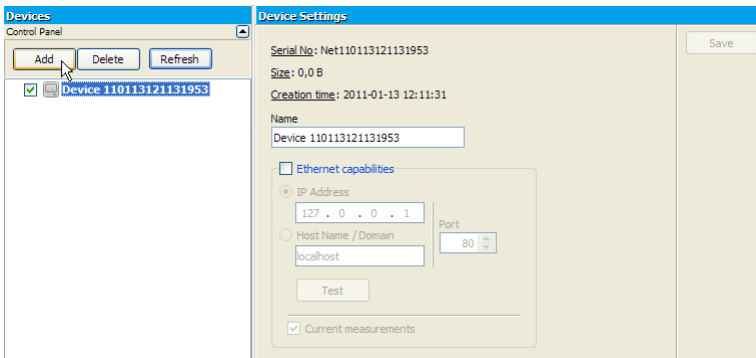 Devices
Control Panel
Add Delete Refresh
Device 110113121131953
Device Settings
Serial No: Net110113121131953
Size: 0,0 B
Creation time: 2011-01-13 12:11:31
Name
Device 110113121131953
Ethernet capabilities
IP Address
127 . 0 . 0 . 1
Host Name / Domain
localhost
Port
80
Test
Current measurements
Save